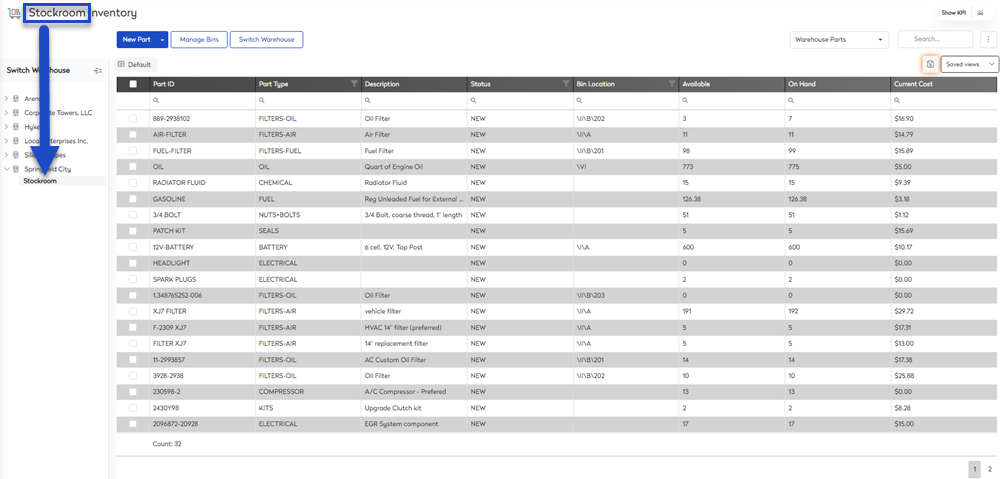 Stockroom Inventory
Show KPI
New Part
Manage Bins
Switch Warehouse
Warehouse Parts
Search...
Switch Warehouse
Default
Saved views
Corporate Towers, LLC
Springfield City
Stockroom
Part ID Part Type Description Status Bin Location Available On Hand Current Cost
889-2938102 FILTERS-OIL Oil Filter NEW \I\I\B\202 3 7 $16.90
AIR-FILTER FILTERS-AIR Air Filter NEW \I\I\A 11 11 $14.79
FUEL-FILTER FILTERS-FUEL Fuel Filter NEW \I\I\B\201 98 99 $15.89
OIL OIL Quart of Engine Oil NEW 773 775 $5.00
RADIATOR FLUID CHEMICAL Radiator Fluid NEW 15 15 $9.39
GASOLINE FUEL Reg Unleaded Fuel for External ... NEW 126.38 126.38 $3.18
3/4 BOLT NUTS+BOLTS 3/4 Bolt, coarse thread, 1" length NEW 51 51 $1.12
PATCH KIT SEALS NEW 5 5 $15.69
12V-BATTERY BATTERY 6 cell, 12V, Top Post NEW \I\A 600 600 $10.17
HEADLIGHT ELECTRICAL NEW 0 0 $0.00
SPARK PLUGS ELECTRICAL NEW 2 2 $0.00
1.348765252-006 FILTERS-OIL Oil Filter NEW \I\I\B\203 0 0 $0.00
XJ7 FILTER FILTERS-AIR vehicle filter NEW \I\I\A 191 192 $29.72
F-2309 XJ7 FILTERS-AIR HVAC 14" filter (preferred) NEW \I\I\A 5 5 $17.31
FILTER XJ7 FILTERS-AIR 14" replacement filter NEW \I\I\A 5 5 $13.00
11-2993857 FILTERS-OIL AC Custom Oil Filter NEW \I\I\B\201 14 14 $17.38
3928-2938 FILTERS-OIL Oil Filter NEW \I\I\B\202 10 10 $25.88
230598-2 COMPRESSOR A/C Compressor - Prefered NEW 13 13 $0.00
2430Y98 KITS Upgrade Clutch kit NEW 2 2 $8.28
2096872-20928 ELECTRICAL EGR System component NEW 17 17 $15.00
Count: 32
1 2